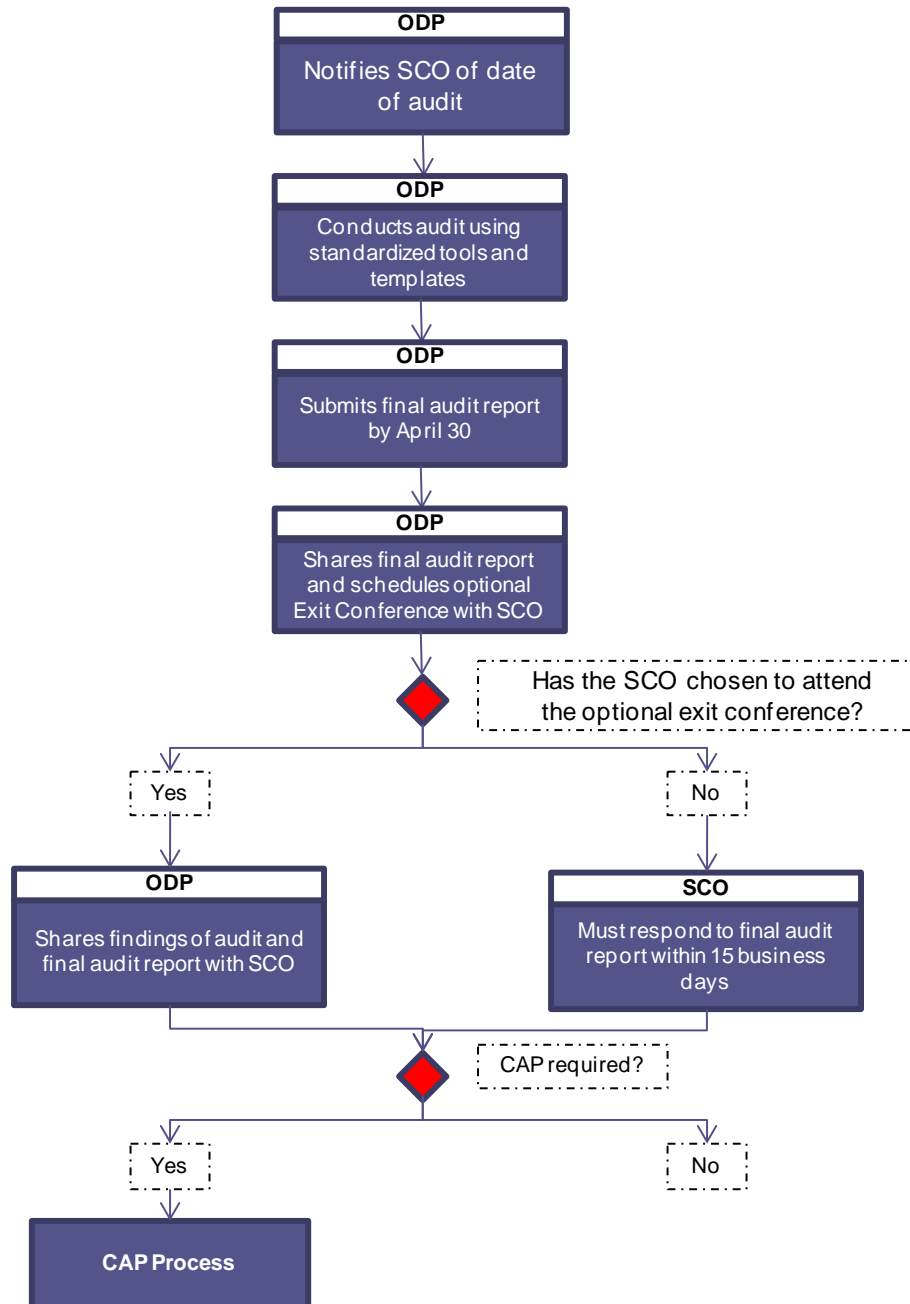 ODP
Notifies SCO of date
of audit
ODP
Conducts audit using
standardized tools and
templates
ODP
Submits final audit report
by April 30
ODP
Shares final audit report
and schedules optional
Exit Conference with SCO
Has the SCO chosen to attend
the optional exit conference?
Yes
No
ODP
Shares findings of audit and
final audit report with SCO
SCO
Must respond to final audit
report within 15 business
days
CAP required?
Yes
No
CAP Process